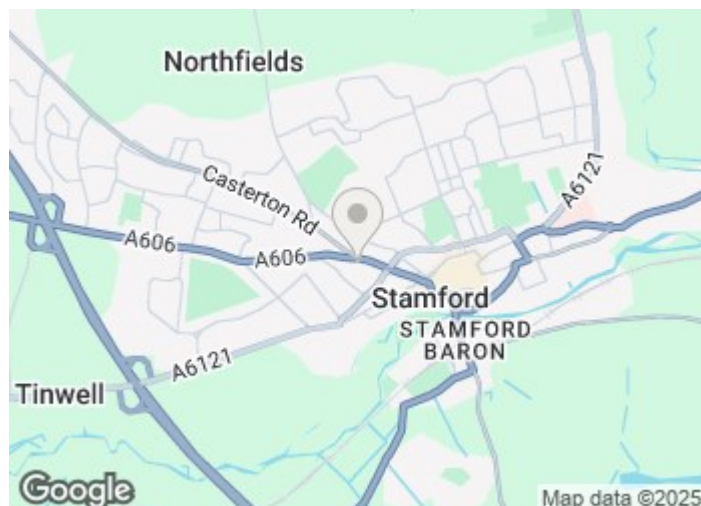 Northfields
Casterton Rd
A6121
A606
A606
Stamford
STAMFORD
BARON
A6121
Tinwell
Google
Map data ©2025